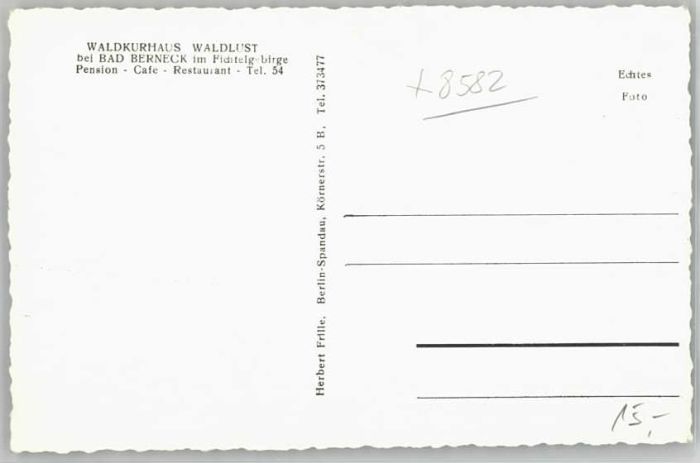 WALDKURHAUS WALDLUST
bei BAD BERNECK im Fichtelgebirge
Pension - Cafe - Restaurant - Tel. 54
Herbert Frille, Berlin-Spandau, Körnerstr. 5 B, Tel. 373477
+8582
Echtes
Foto
15,-